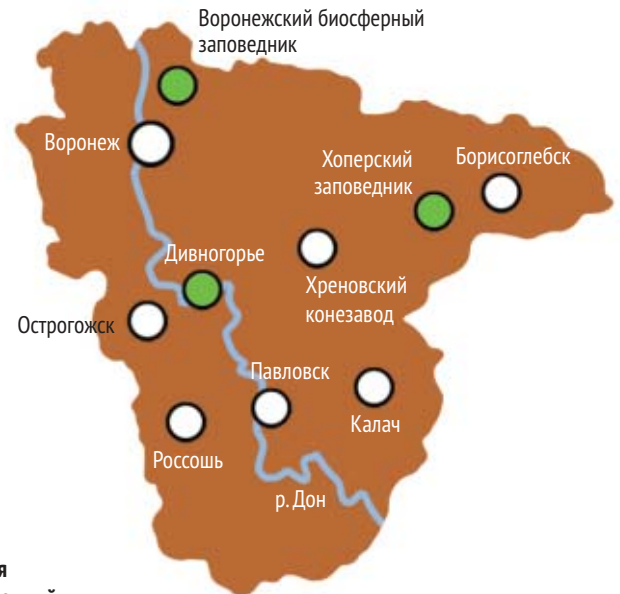 Воронежский биосферный
заповедник
Воронеж
Хоперский
заповедник
Борисоглебск
Дивногорье
Хреновский
конезавод
Острогожск
Павловск
Калач
Россошь
р. Дон
я